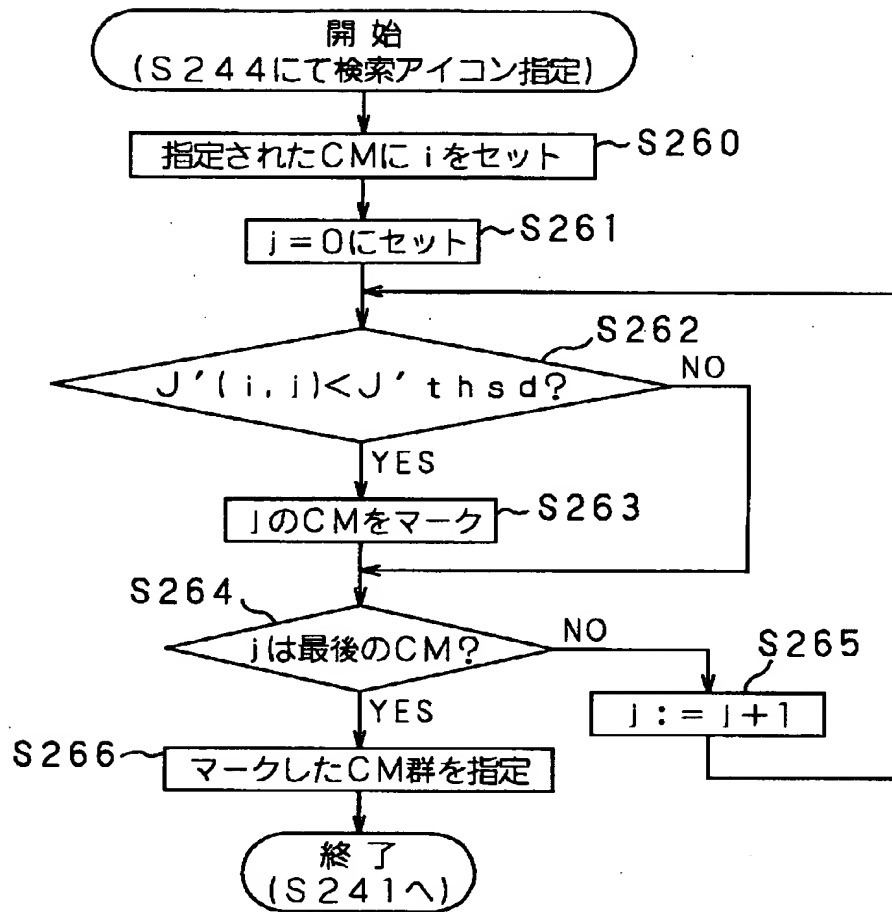 開始
(S244にて検索アイコン指定)
指定されたCMにiをセット
S260
j=0にセット
S261
S262
J′(i,j)<J′thsd?
NO
YES
jのCMをマーク
S263
S264
jは最後のCM?
NO
S265
j:=j+1
YES
S266
マークしたCM群を指定
終了
(S241へ)